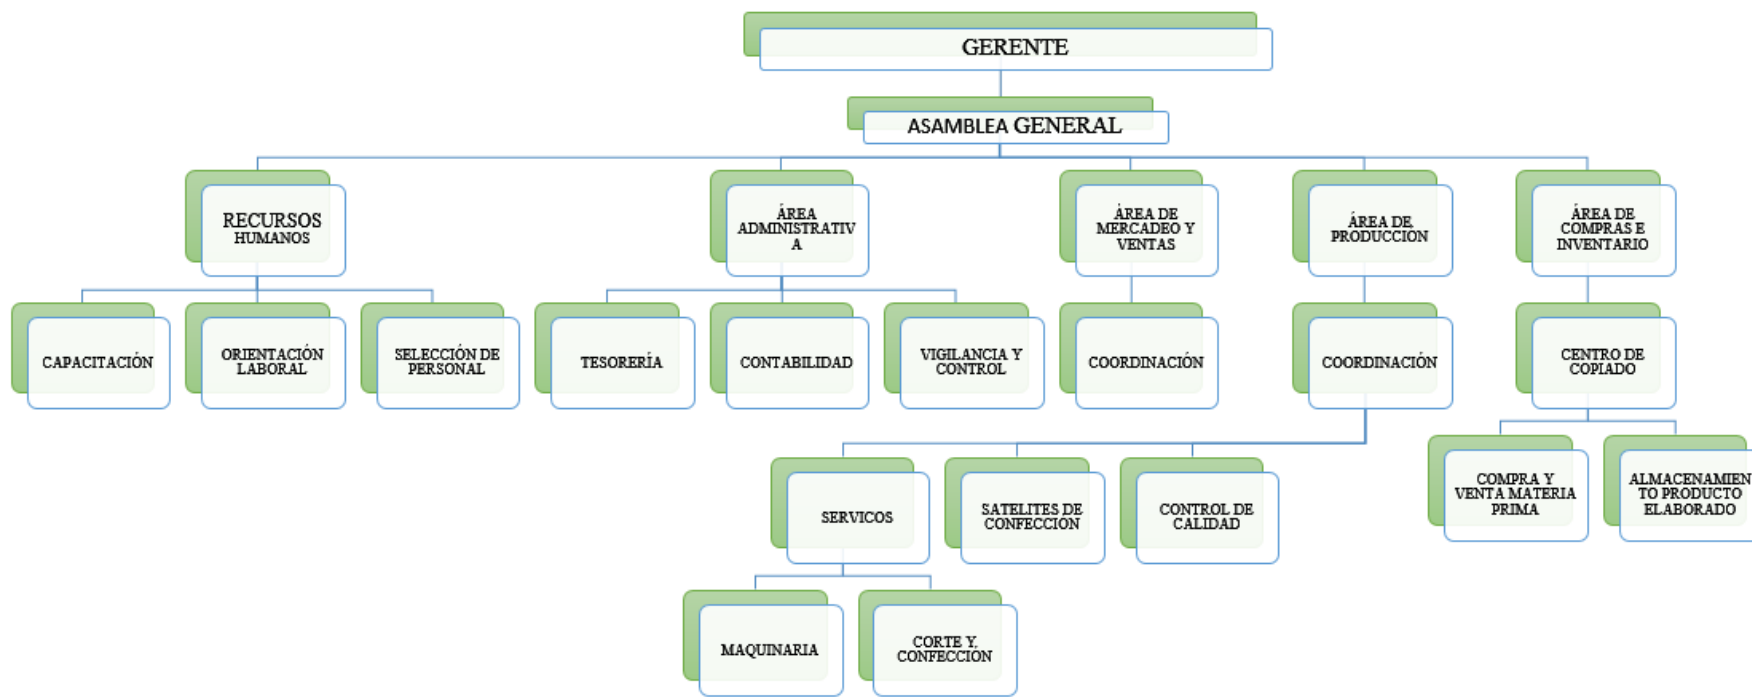 GERENTE
ASAMBLEA GENERAL
RECURSOS
HUMANOS
ÁREA
ADMINISTRATIV
A
ÁREA DE
MERCADEO Y
VENTAS
ÁREA DE
PRODUCCIÓN
ÁREA DE
COMPRAS E
INVENTARIO
CAPACITACIÓN
ORIENTACIÓN
LABORAL
SELECCIÓN DE
PERSONAL
TESORERÍA
CONTABILIDAD
VIGILANCIA Y
CONTROL
COORDINACIÓN
COORDINACIÓN
CENTRO DE
COPIADO
SERVICOS
SATELITES DE
CONFECCIÓN
CONTROL DE
CALIDAD
COMPRA Y
VENTA MATERIA
PRIMA
ALMACENAMIEN
TO PRODUCTO
ELABORADO
MAQUINARIA
CORTE Y
CONFECCIÓN